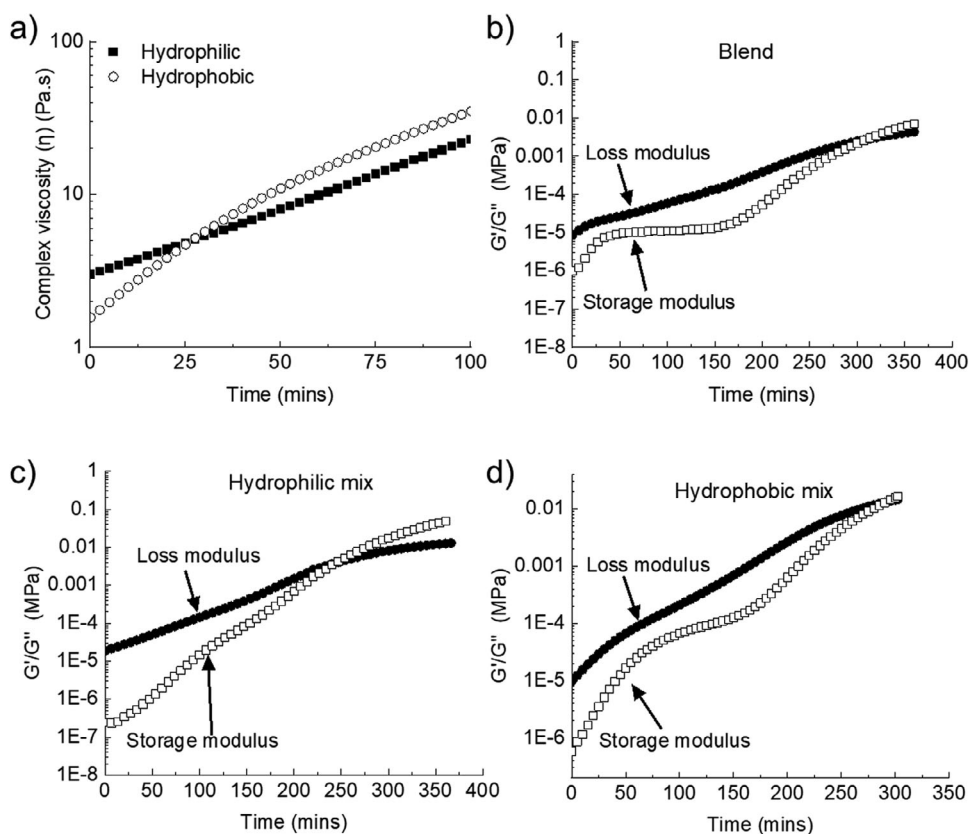 a)
100
10
1
Complex viscosity (η) (Pa.s)
Hydrophilic
Hydrophobic
0 25 50 75 100
Time (mins)
b)
Blend
1
0.1
0.01
0.001
1E-4
1E-5
1E-6
1E-7
1E-8
G'/G" (MPa)
Loss modulus
Storage modulus
0 50 100 150 200 250 300 350 400
Time (mins)
c)
Hydrophilic mix
1
0.1
0.01
0.001
1E-4
1E-5
1E-6
1E-7
1E-8
G'/G" (MPa)
Loss modulus
Storage modulus
0 50 100 150 200 250 300 350 400
Time (mins)
d)
Hydrophobic mix
0.01
0.001
1E-4
1E-5
1E-6
G'/G" (MPa)
Loss modulus
Storage modulus
0 50 100 150 200 250 300 350
Time (mins)